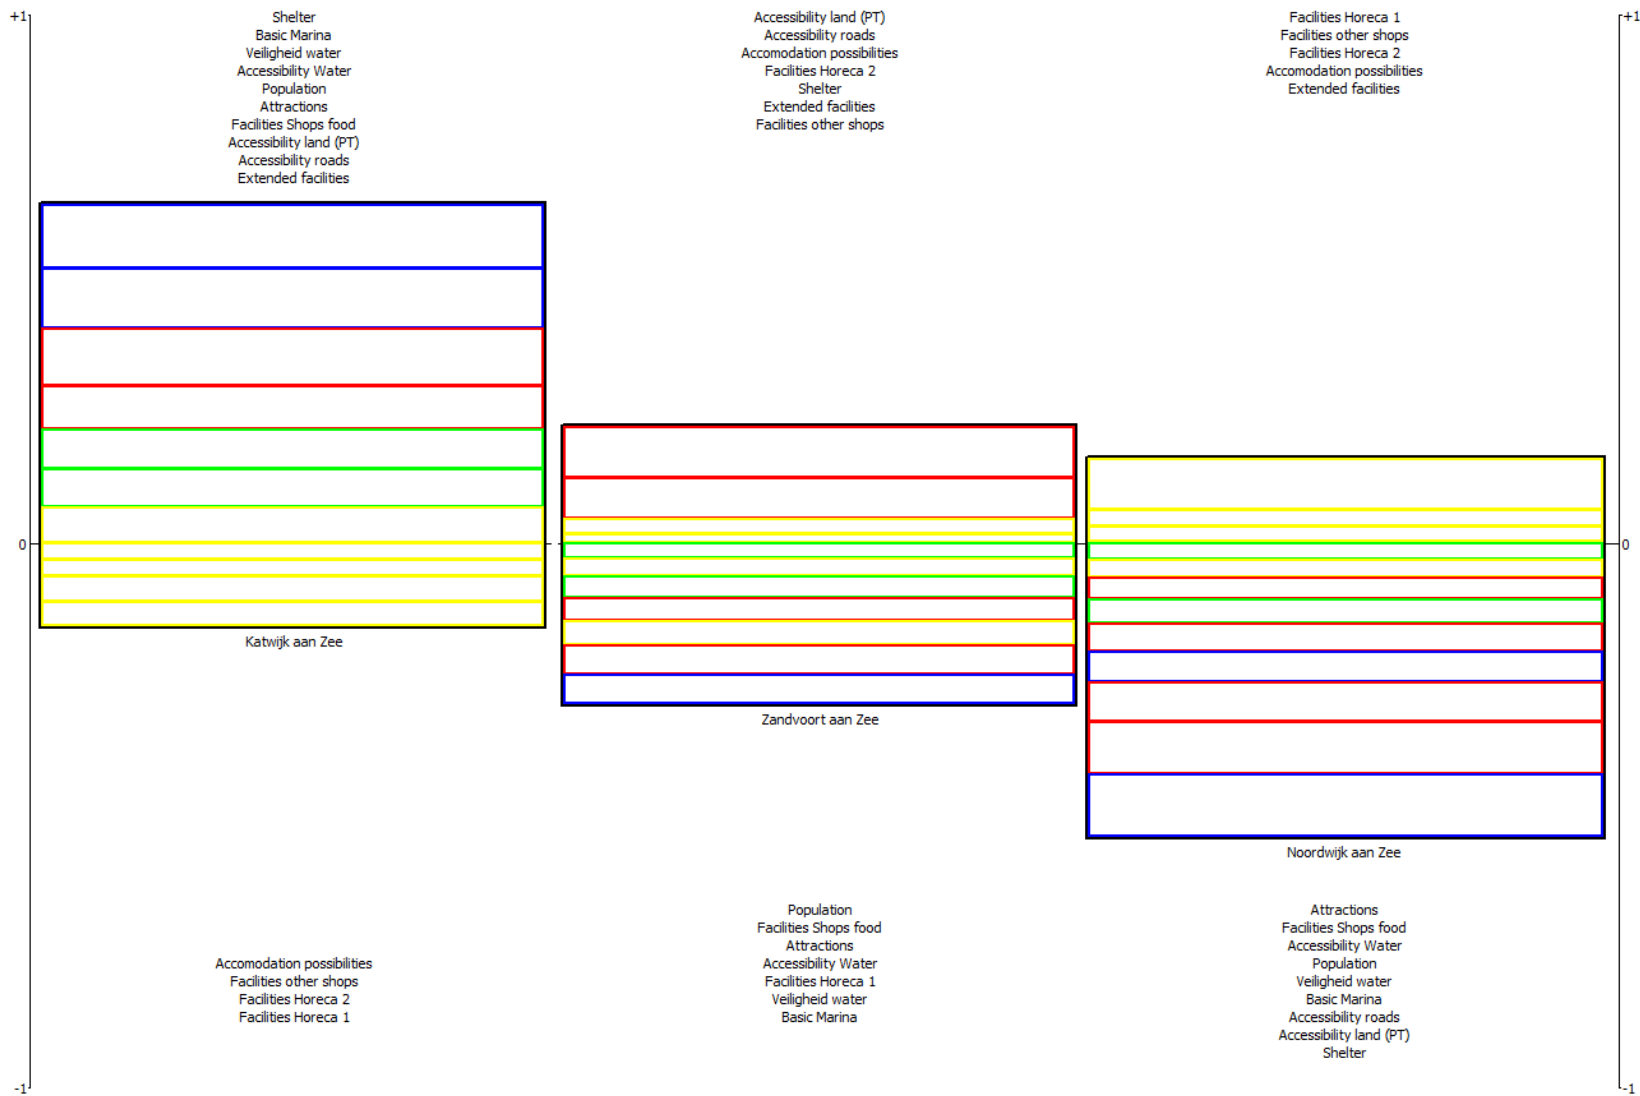 +1
Shelter
Basic Marina
Veiligheid water
Accessibility Water
Population
Attractions
Facilities Shops food
Accessibility land (PT)
Accessibility roads
Extended facilities
Accessibility land (PT)
Accessibility roads
Accomodation possibilities
Facilities Horeca 2
Shelter
Extended facilities
Facilities other shops
Facilities Horeca 1
Facilities other shops
Facilities Horeca 2
Accomodation possibilities
Extended facilities
+1
0
0
Katwijk aan Zee
Zandvoort aan Zee
Noordwijk aan Zee
Accomodation possibilities
Facilities other shops
Facilities Horeca 2
Facilities Horeca 1
Population
Facilities Shops food
Attractions
Accessibility Water
Facilities Horeca 1
Veiligheid water
Basic Marina
Attractions
Facilities Shops food
Accessibility Water
Population
Veiligheid water
Basic Marina
Accessibility roads
Accessibility land (PT)
Shelter
-1
-1